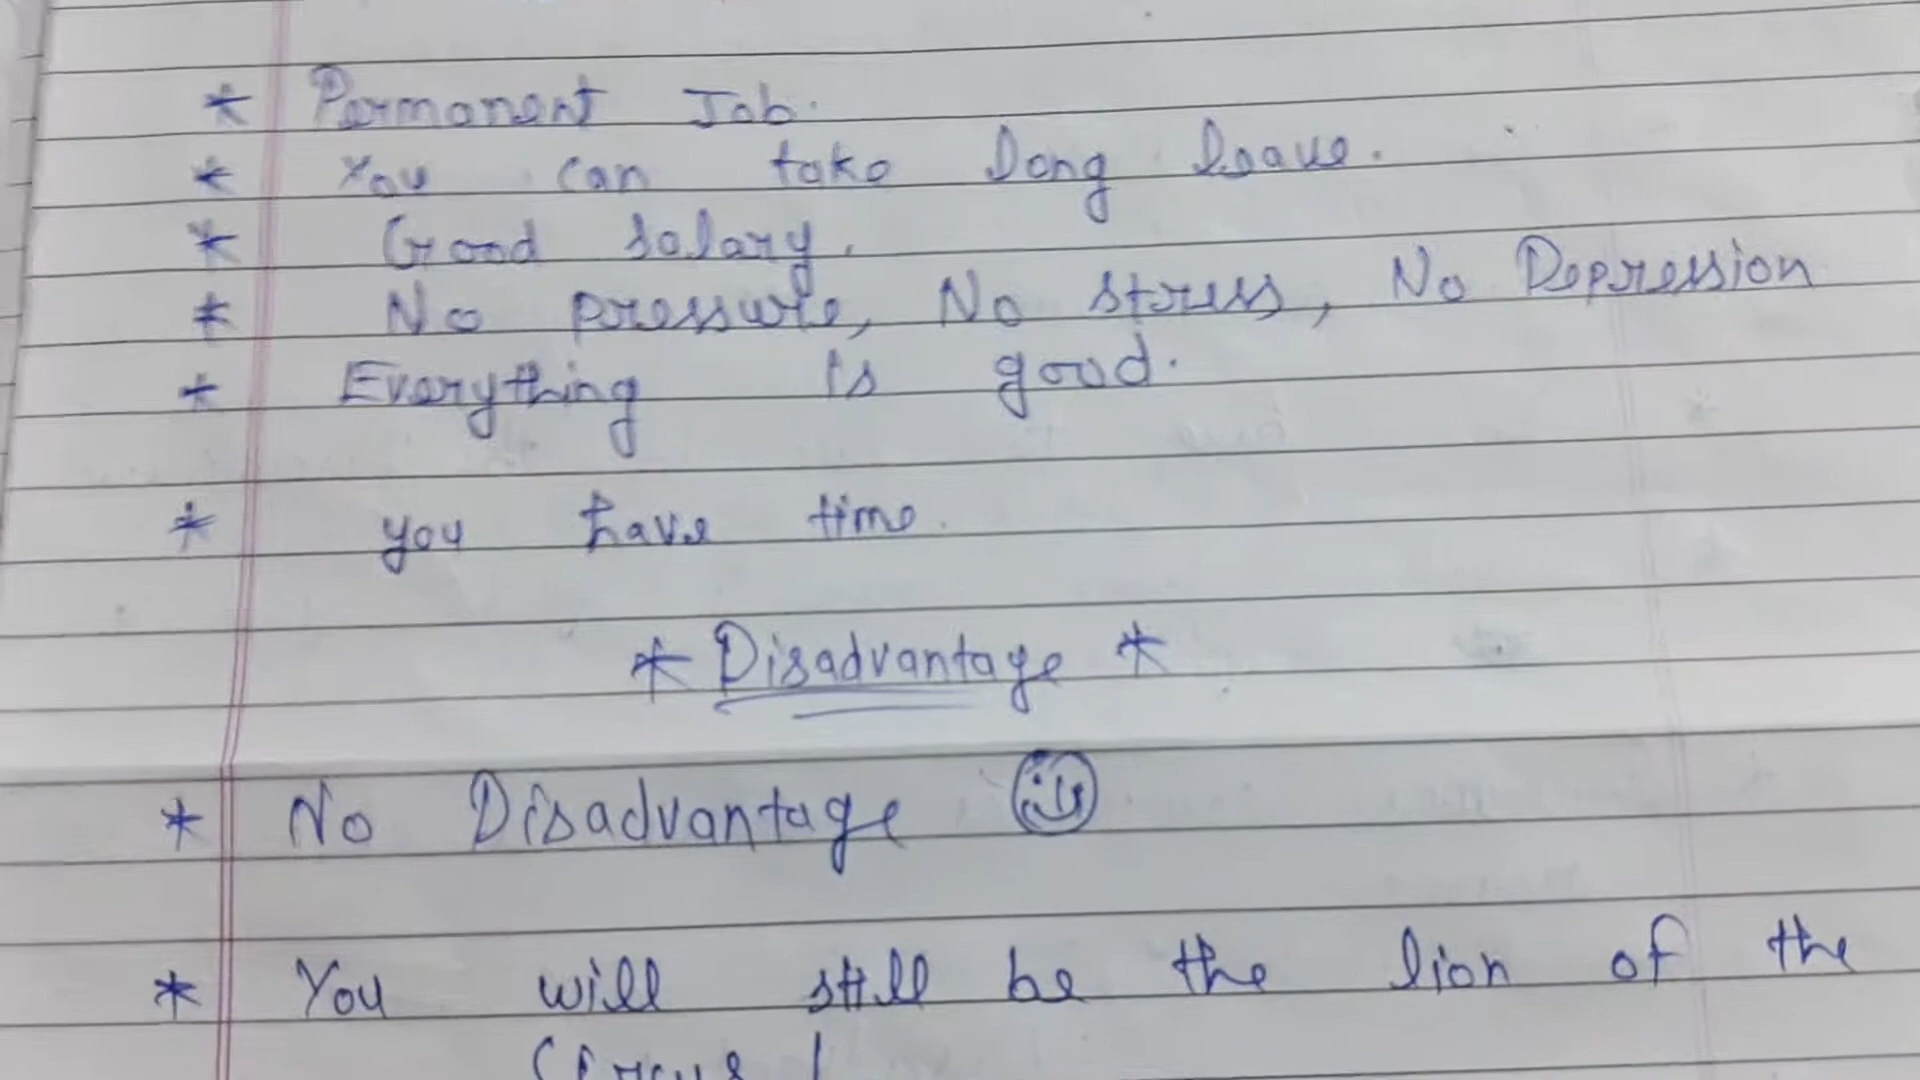 * Permanent Job.
* You can take long leave.
* Good salary.
* No pressure, No stress, No Depression
* Everything is good.
* you have time.
* Disadvantage *
* No Disadvantage
* You will still be the lion of the
Circus !